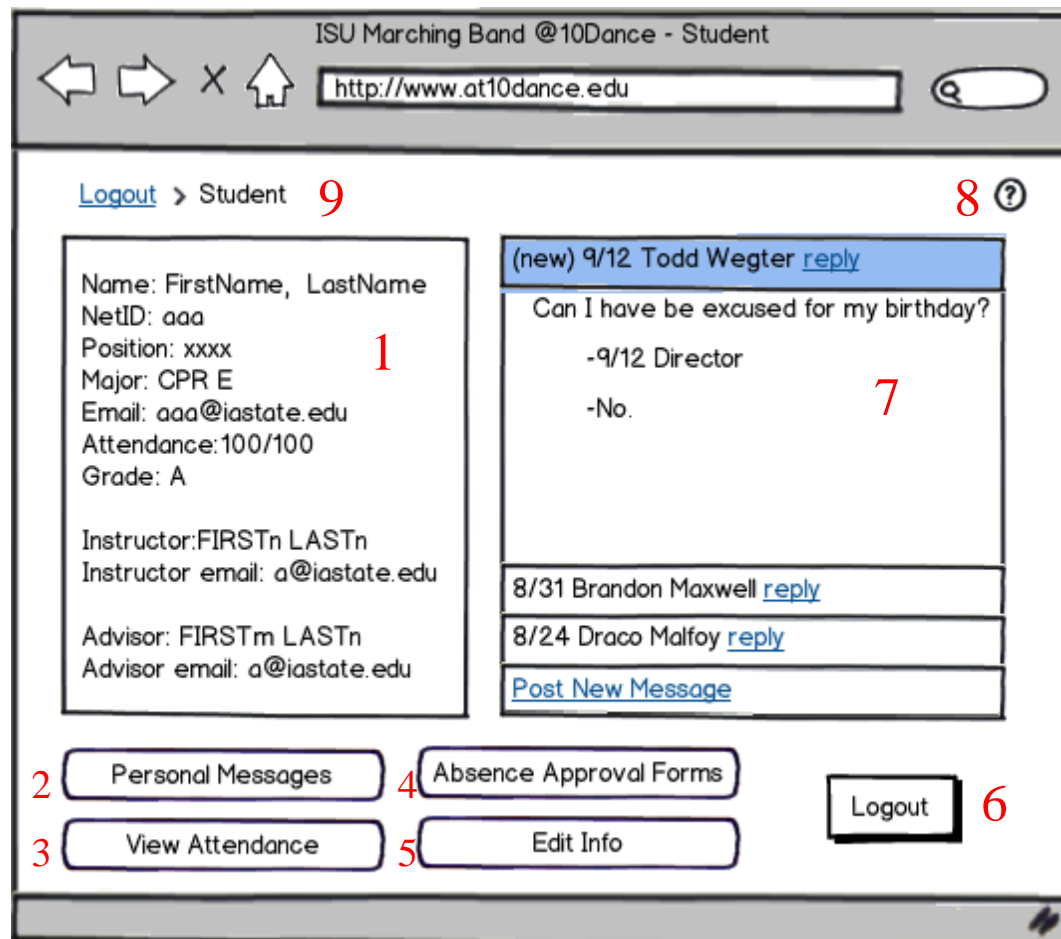 ISU Marching Band @10Dance - Student
http://www.at10dance.edu
Logout > Student 9
8 ?
Name: FirstName, LastName
NetID: aaa
Position: xxxx
1
Major: CPR E
Email: aaa@iastate.edu
Attendance:100/100
Grade: A
Instructor:FIRSTn LASTn
Instructor email: a@iastate.edu
Advisor: FIRSTm LASTn
Advisor email: a@iastate.edu
(new) 9/12 Todd Wegter reply
Can I have be excused for my birthday?
-9/12 Director
7
-No.
8/31 Brandon Maxwell reply
8/24 Draco Malfoy reply
Post New Message
2 Personal Messages
4 Absence Approval Forms
3 View Attendance
5 Edit Info
Logout 6